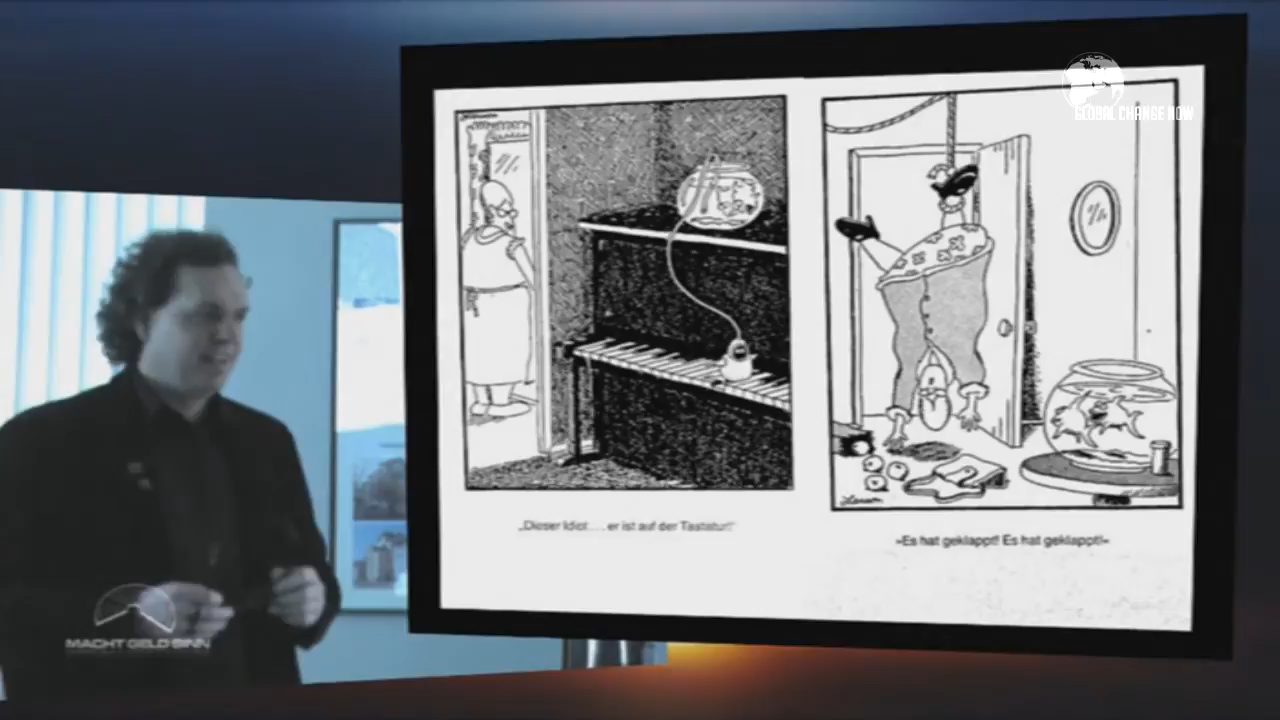 GLOBAL CHANGE NOW
„Dieser Idiot . . . er ist auf der Tastatur!“
»Es hat geklappt! Es hat geklappt!«
Larson
MACHT GELD SINN